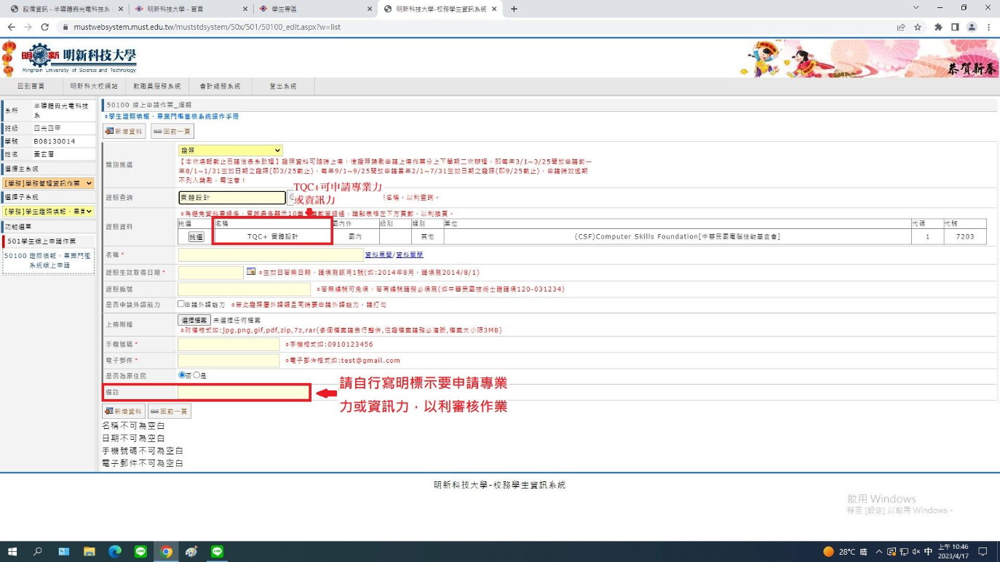 設備資訊 - 半導體與光電科技系
明新科技大學 - 首頁
學生專區
明新科技大學-校務學生資訊系統
mustwebsystem.must.edu.tw/muststdsystem/50x/501/50100_edit.aspx?w=list
明新 明新科技大學
Minghsin University of Science and Technology
恭賀新春
回到首頁 明新科大校網站 教職員服務系統 會計總務系統 登出系統
系所 半導體與光電科技系
班級 四光四甲
學號 B08130014
姓名 黃玄曆
選擇主系統
[學務]學務管理資訊作業
選擇子系統
[學務]學生證照填報、畢業
功能選單
501學生線上申請作業
50100 證照填報、畢業門檻系統線上申請
50100 線上申請作業_編輯
※學生證照填報、畢業門檻審核系統操作手冊
新增資料 回前一頁
類別挑選 證照
【本次填報截止日請洽各系助理】證照資料可隨時上傳，惟證照獎勵申請上傳作業分上下學期二次辦理，即每年3/1~3/25開放申請前一
年8/1~1/31生效日期之證照(即3/25截止)，每年9/1~9/25開放申請當年2/1~7/31生效日期之證照(即9/25截止)，申請時效逾期
不列入獎勵，需注意！
TQC+可申請專業力
或資訊力
證照查詢 實體設計 名稱，以利查詢。
證照資料
挑選 名稱 國內外 級別 類別 單位 代碼 代號
挑選 TQC+ 實體設計 國內 其他 (CSF)Computer Skills Foundation[中華民國電腦技能基金會] 1 7203
名稱* 資料展開/資料關閉
證照生效取得日期* ※生效日若無日期，請填寫該月1號(如:2014年8月，請填寫2014/8/1)
證照編號 ※若無編號可免填，若有編號請務必填寫(如中華民國技術士證請填120-031234)
是否申請外語能力 申請外語能力 ※若此證照屬外語類且同時要申請外語能力，請打勾
上傳附檔 選擇檔案 未選擇任何檔案
※附檔格式如:jpg,png,gif,pdf,zip,7z,rar(多個檔案請自行整併,佐證檔案請務必清晰,檔案大小限3MB)
手機號碼* ※手機格式如:0910123456
電子郵件* ※電子郵件格式如:test@gmail.com
是否為原住民 否 是
備註
請自行寫明標示要申請專業
力或資訊力，以利審核作業
新增資料 回前一頁
名稱不可為空白
日期不可為空白
手機號碼不可為空白
電子郵件不可為空白
明新科技大學-校務學生資訊系統
啟用 Windows
移至 [設定] 以啟用 Windows。
28°C 晴
中
上午 10:46
2023/4/17